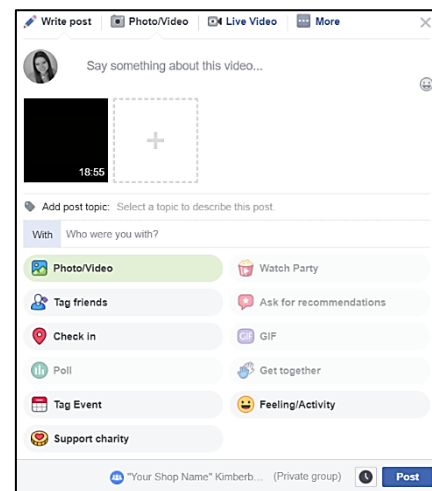 Write post Photo/Video Live Video More
Say something about this video...
18:55
Add post topic: Select a topic to describe this post.
With Who were you with?
Photo/Video Watch Party
Tag friends Ask for recommendations
Check in GIF GIF
Poll Get together
Tag Event Feeling/Activity
Support charity
"Your Shop Name" Kimberb... (Private group) Post